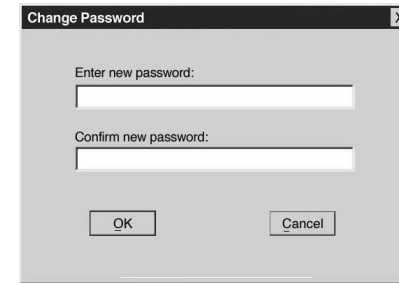 Change Password
Enter new password:
Confirm new password:
OK
Cancel